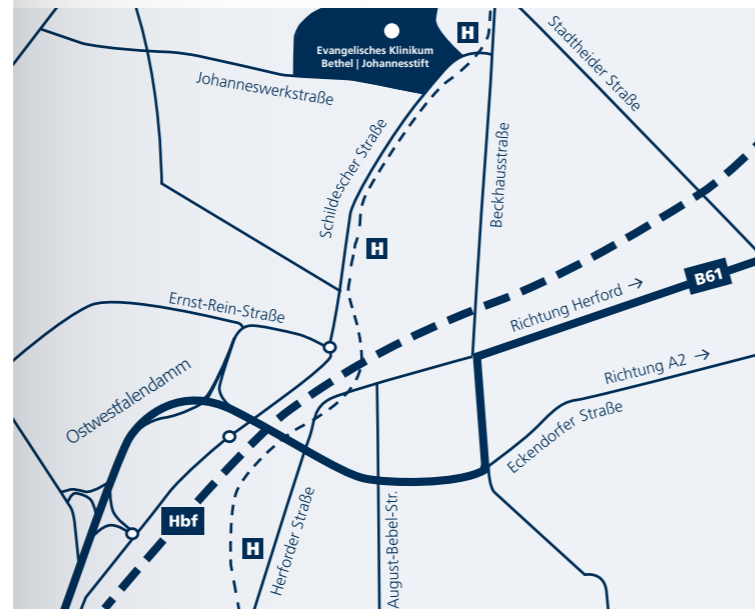 H
Evangelisches Klinikum
Bethel | Johannesstift
Stadtheider Straße
Johanneswerkstraße
Schildescher Straße
Beckhausstraße
H
B61
Richtung Herford →
Ernst-Rein-Straße
Richtung A2 →
Ostwestfalendamm
Eckendorfer Straße
Hbf
H
Herforder Straße
August-Bebel-Str.